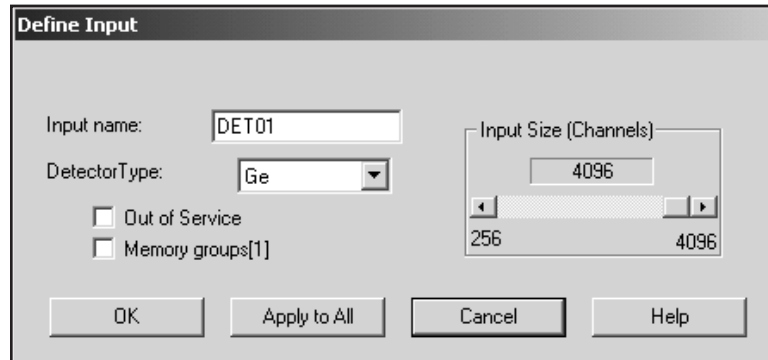 Define Input
Input name: DET01
DetectorType: Ge
Out of Service
Memory groups[1]
Input Size (Channels)
4096
256 4096
OK Apply to All Cancel Help